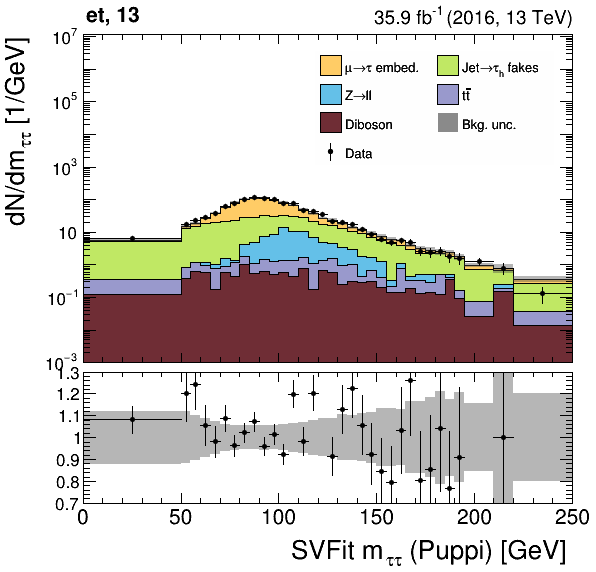 et, 13
35.9 fb⁻¹ (2016, 13 TeV)
dN/dm_ττ [1/GeV]
10⁷
10⁵
10³
10
10⁻¹
10⁻³
μ→τ embed.
Jet→τ_h fakes
Z→ll
tt̄
Diboson
Bkg. unc.
Data
1.3
1.2
1.1
1
0.9
0.8
0.7
0 50 100 150 200 250
SVFit m_ττ (Puppi) [GeV]